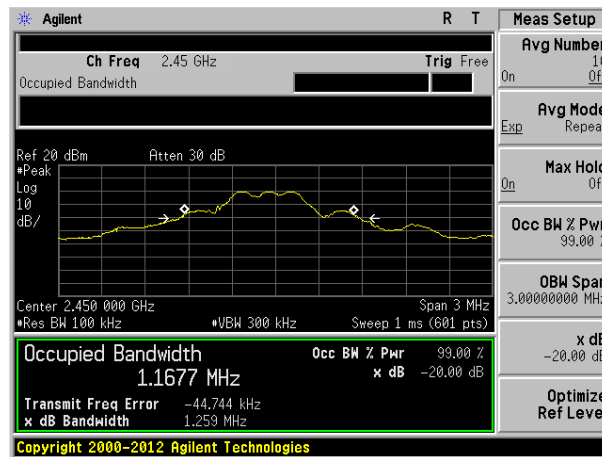 Agilent R T Meas Setup
Ch Freq 2.45 GHz Trig Free
Occupied Bandwidth
Avg Number
On
Avg Mode
Exp
Max Hold
On
Occ BW % Pwr
99.00
OBW Span
3.00000000 MHz
x dB
-20.00 dB
Optimize
Ref Level
Ref 20 dBm Atten 30 dB
#Peak
Log
10
dB/
Center 2.450 000 GHz Span 3 MHz
#Res BW 100 kHz #VBW 300 kHz Sweep 1 ms (601 pts)
Occupied Bandwidth Occ BW % Pwr 99.00 %
1.1677 MHz x dB -20.00 dB
Transmit Freq Error -44.744 kHz
x dB Bandwidth 1.259 MHz
Copyright 2000-2012 Agilent Technologies